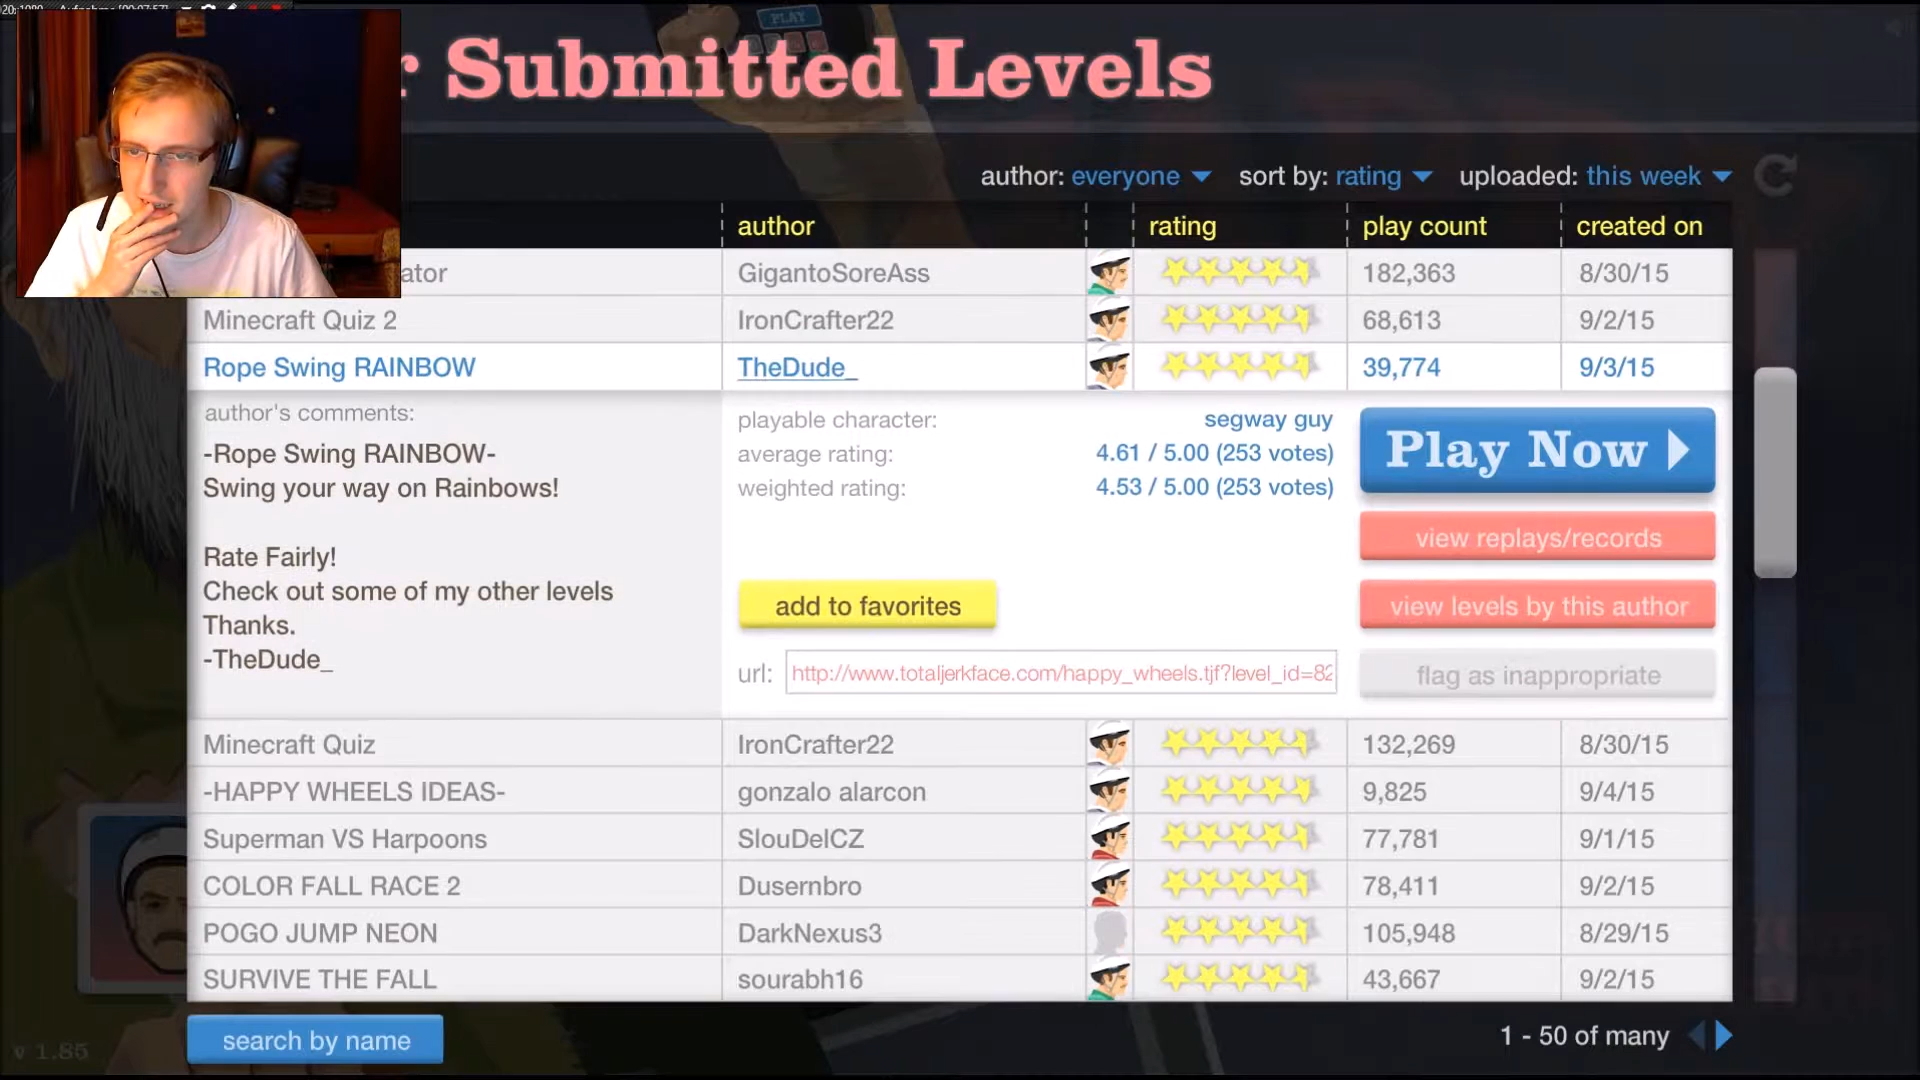 PLAY
r Submitted Levels
author: everyone sort by: rating uploaded: this week
author rating play count created on
ator GigantoSoreAss 182,363 8/30/15
Minecraft Quiz 2 IronCrafter22 68,613 9/2/15
Rope Swing RAINBOW TheDude_ 39,774 9/3/15
author's comments:
-Rope Swing RAINBOW-
Swing your way on Rainbows!
Rate Fairly!
Check out some of my other levels
Thanks.
-TheDude_
playable character: segway guy
average rating: 4.61 / 5.00 (253 votes)
weighted rating: 4.53 / 5.00 (253 votes)
add to favorites
url: http://www.totaljerkface.com/happy_wheels.tjf?level_id=82
Play Now
view replays/records
view levels by this author
flag as inappropriate
Minecraft Quiz IronCrafter22 132,269 8/30/15
-HAPPY WHEELS IDEAS- gonzalo alarcon 9,825 9/4/15
Superman VS Harpoons SlouDelCZ 77,781 9/1/15
COLOR FALL RACE 2 Dusernbro 78,411 9/2/15
POGO JUMP NEON DarkNexus3 105,948 8/29/15
SURVIVE THE FALL sourabh16 43,667 9/2/15
search by name 1 - 50 of many
v 1.85